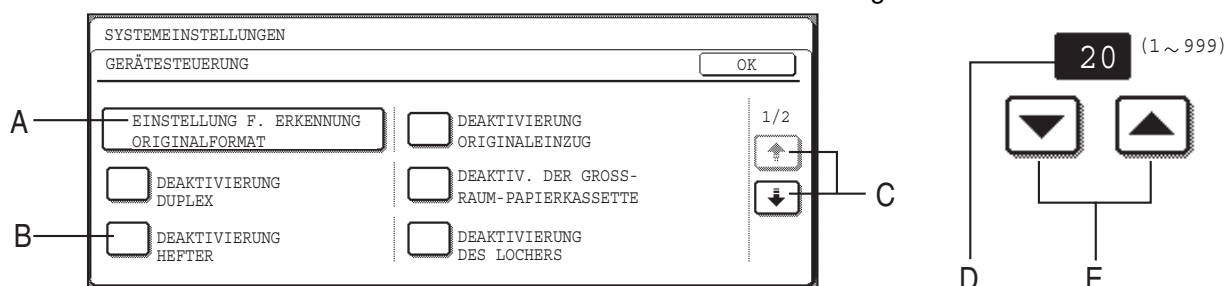 SYSTEMEINSTELLUNGEN
GERÄTESTEUERUNG
OK
A
EINSTELLUNG F. ERKENNUNG
ORIGINALFORMAT
DEAKTIVIERUNG
ORIGINALEINZUG
1/2
DEAKTIVIERUNG
DUPLEX
DEAKTIV. DER GROSS-
RAUM-PAPIERKASSETTE
C
B
DEAKTIVIERUNG
HEFTER
DEAKTIVIERUNG
DES LOCHERS
20 (1~999)
D
E